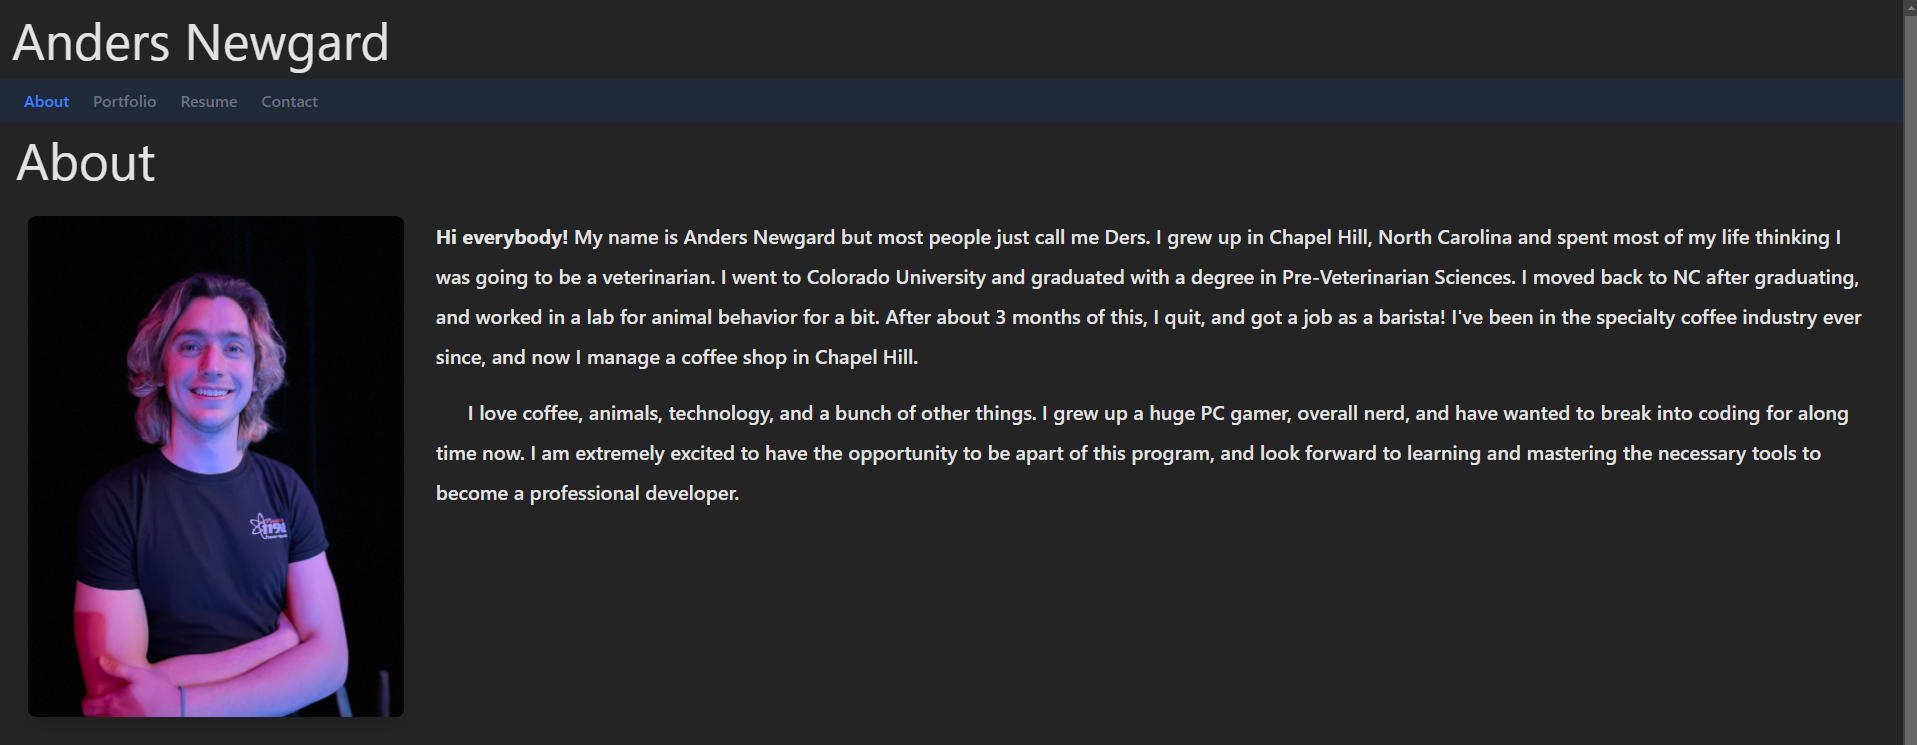 Anders Newgard
About Portfolio Resume Contact
About
Hi everybody! My name is Anders Newgard but most people just call me Ders. I grew up in Chapel Hill, North Carolina and spent most of my life thinking I
was going to be a veterinarian. I went to Colorado University and graduated with a degree in Pre-Veterinarian Sciences. I moved back to NC after graduating,
and worked in a lab for animal behavior for a bit. After about 3 months of this, I quit, and got a job as a barista! I've been in the specialty coffee industry ever
since, and now I manage a coffee shop in Chapel Hill.
I love coffee, animals, technology, and a bunch of other things. I grew up a huge PC gamer, overall nerd, and have wanted to break into coding for along
time now. I am extremely excited to have the opportunity to be apart of this program, and look forward to learning and mastering the necessary tools to
become a professional developer.